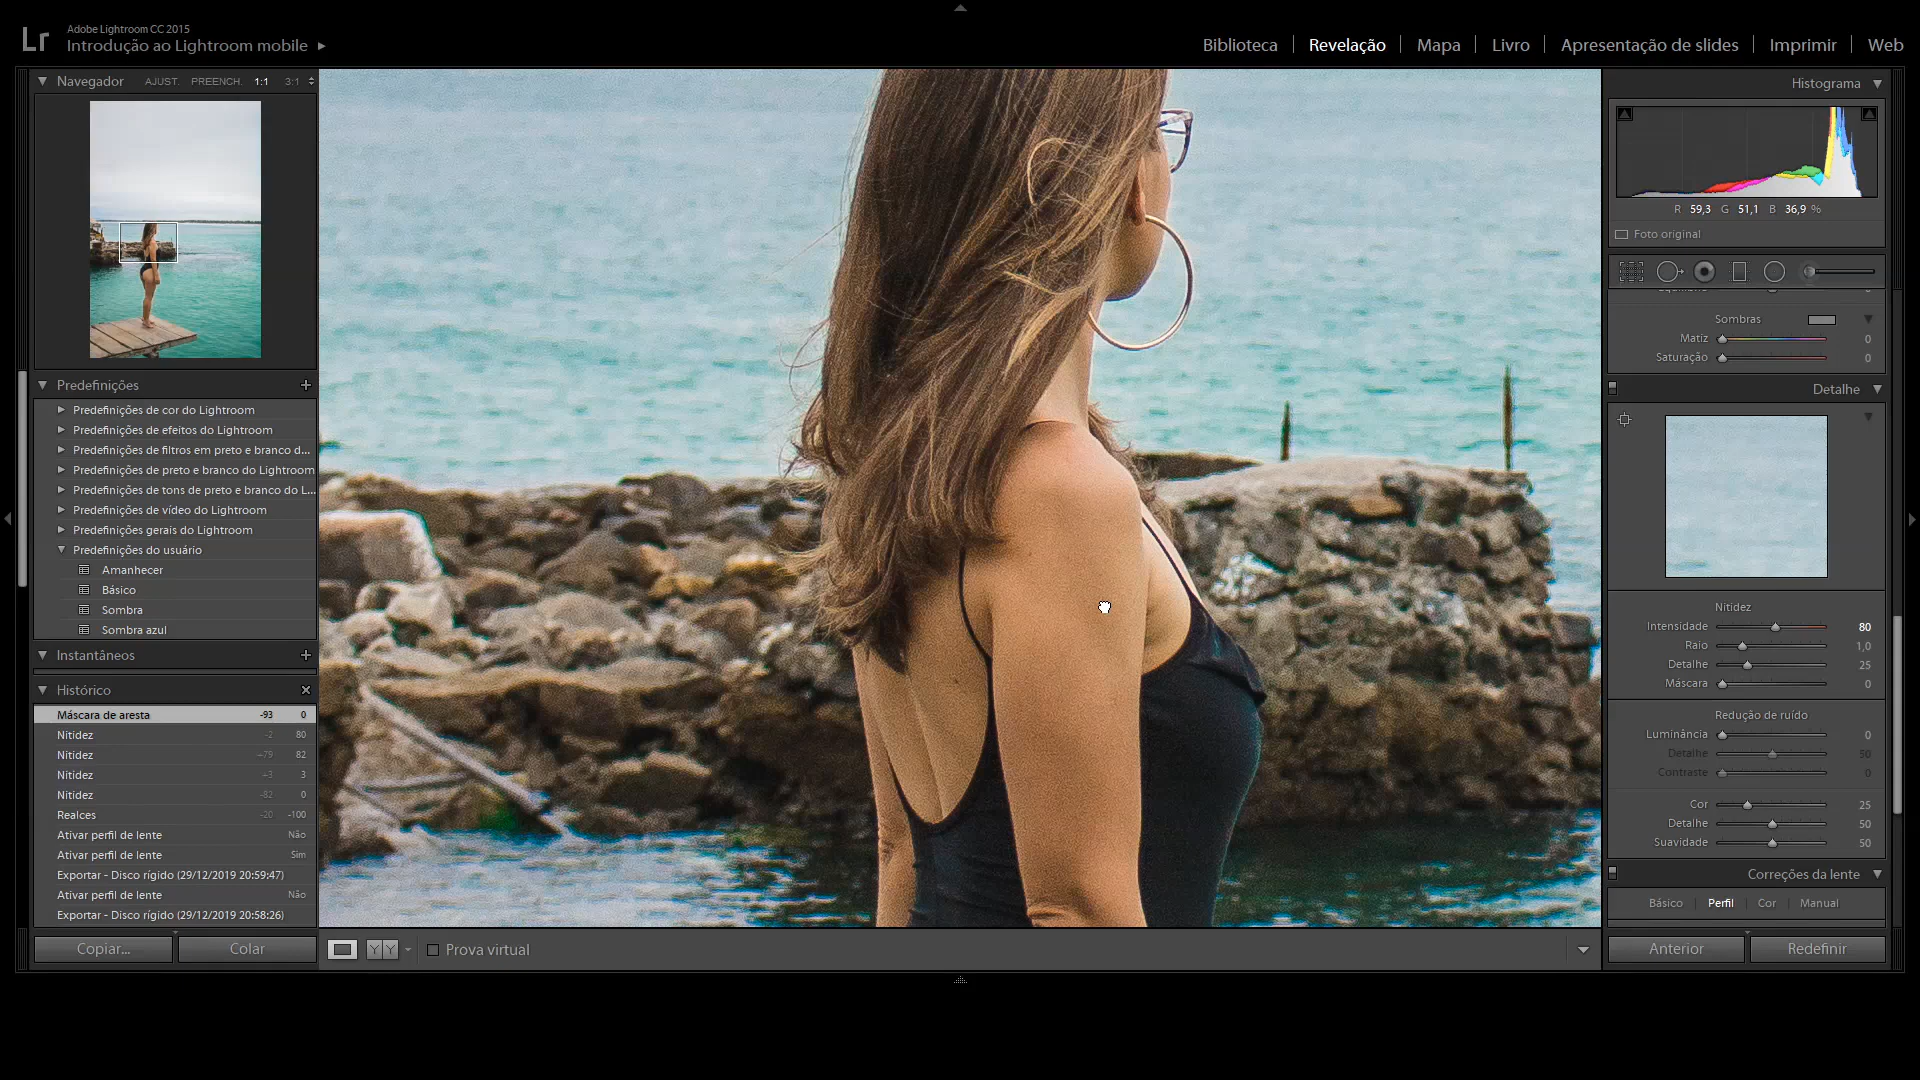 Lr
Adobe Lightroom CC 2015
Introdução ao Lightroom mobile
Biblioteca
Revelação
Mapa
Livro
Apresentação de slides
Imprimir
Web
Navegador
AJUST.
PREENCH.
1:1
3:1
Predefinições
Predefinições de cor do Lightroom
Predefinições de efeitos do Lightroom
Predefinições de filtros em preto e branco d...
Predefinições de preto e branco do Lightroom
Predefinições de tons de preto e branco do L...
Predefinições de vídeo do Lightroom
Predefinições gerais do Lightroom
Predefinições do usuário
Amanhecer
Básico
Sombra
Sombra azul
Instantâneos
Histórico
Máscara de aresta -93 0
Nitidez -2 80
Nitidez +79 82
Nitidez +3 3
Nitidez -82 0
Realces -20 -100
Ativar perfil de lente Não
Ativar perfil de lente Sim
Exportar - Disco rígido (29/12/2019 20:59:47)
Ativar perfil de lente Não
Exportar - Disco rígido (29/12/2019 20:58:26)
Copiar...
Colar
Prova virtual
Histograma
R 59,3 G 51,1 B 36,9 %
Foto original
Sombras
Matiz 0
Saturação 0
Detalhe
Nitidez
Intensidade 80
Raio 1,0
Detalhe 25
Máscara 0
Redução de ruído
Luminância 0
Detalhe 50
Contraste 0
Cor 25
Detalhe 50
Suavidade 50
Correções da lente
Básico
Perfil
Cor
Manual
Anterior
Redefinir